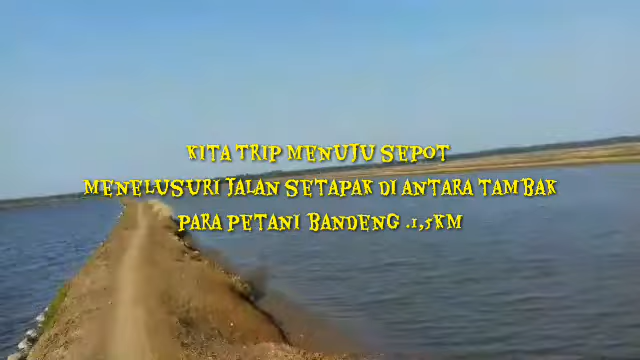 KITA TRIP MENUJU SEPOT
MENELUSURI JALAN SETAPAK DI ANTARA TAMBAK
PARA PETANI BANDENG .1,5KM